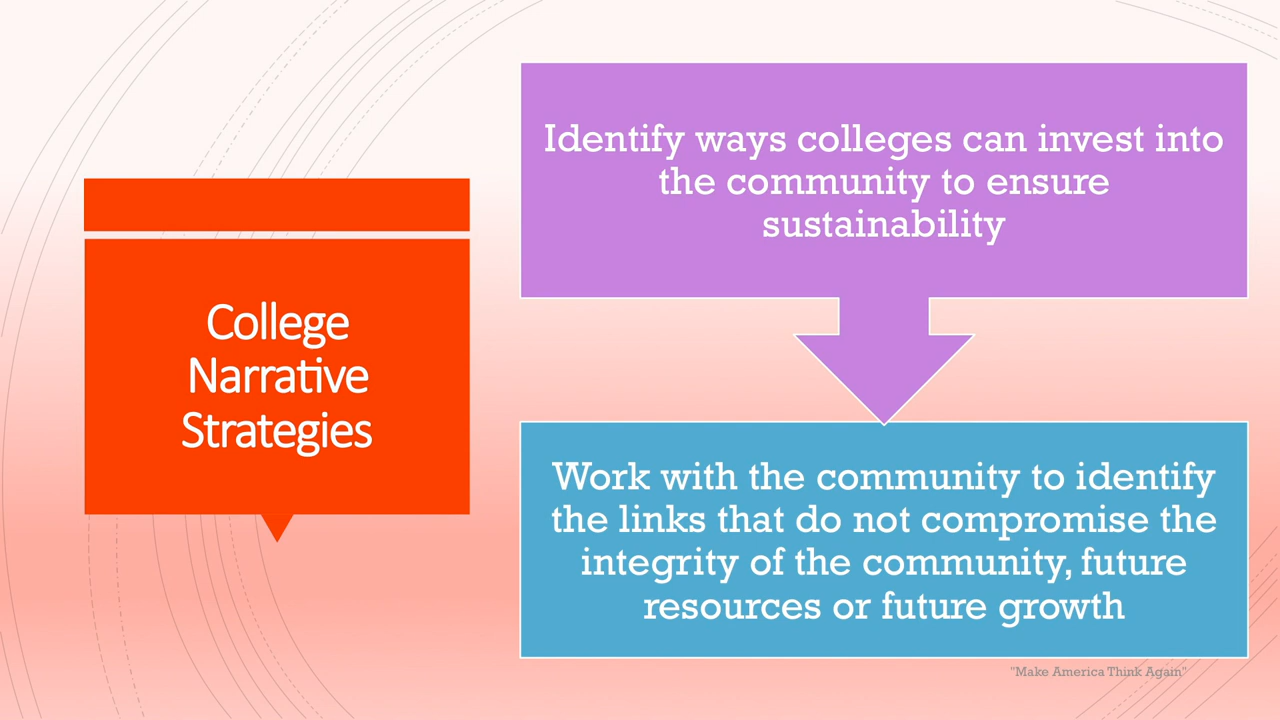 College
Narrative
Strategies
Identify ways colleges can invest into
the community to ensure
sustainability
Work with the community to identify
the links that do not compromise the
integrity of the community, future
resources or future growth
"Make America Think Again"